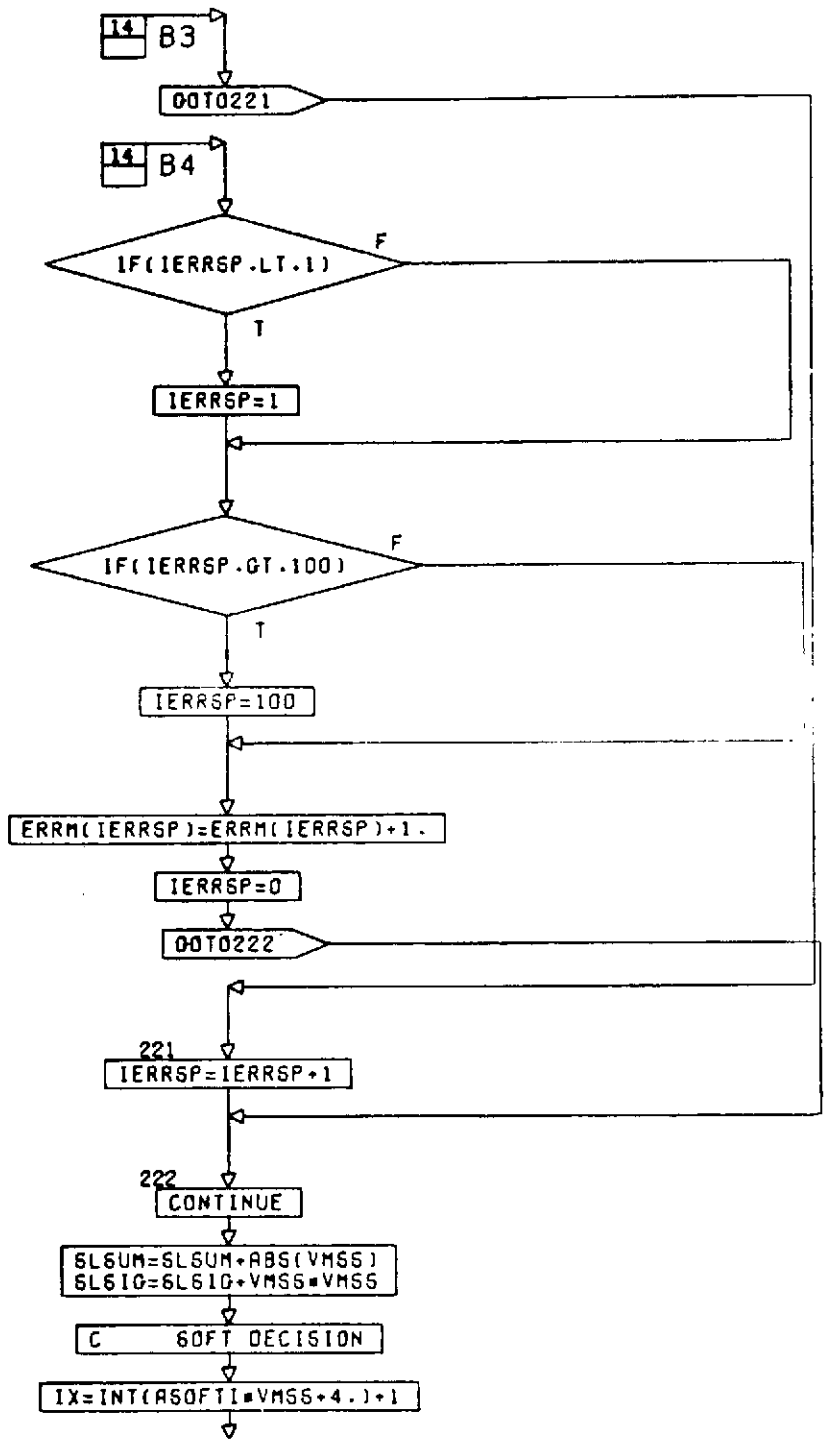 14
B3
GOTO221
14
B4
IF(IERRSP.LT.1)
F
T
IERRSP=1
IF(IERRSP.GT.100)
F
T
IERRSP=100
ERRM(IERRSP)=ERRM(IERRSP)+1.
IERRSP=0
GOTO222
221
IERRSP=IERRSP+1
222
CONTINUE
SLSUM=SLSUM+ABS(VMSS)
SLSIG=SLSIG+VMSS*VMSS
C SOFT DECISION
IX=INT(ASOFTI*VMSS+4.)+1